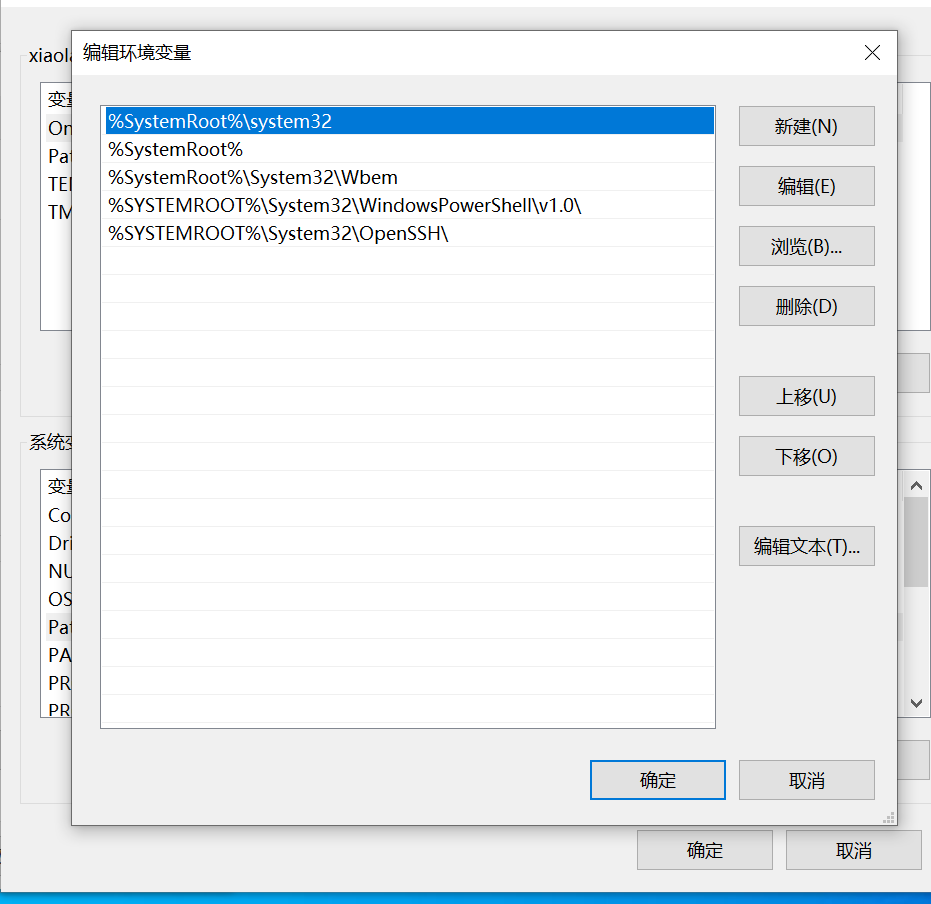 编辑环境变量
xiaola
变量
On
Pat
TEM
TM
%SystemRoot%\system32
%SystemRoot%
%SystemRoot%\System32\Wbem
%SYSTEMROOT%\System32\WindowsPowerShell\v1.0\
%SYSTEMROOT%\System32\OpenSSH\
新建(N)
编辑(E)
浏览(B)...
删除(D)
上移(U)
下移(O)
编辑文本(T)...
系统变
变量
Co
Dri
NU
OS
Pat
PA
PR
PR
确定
取消
确定
取消